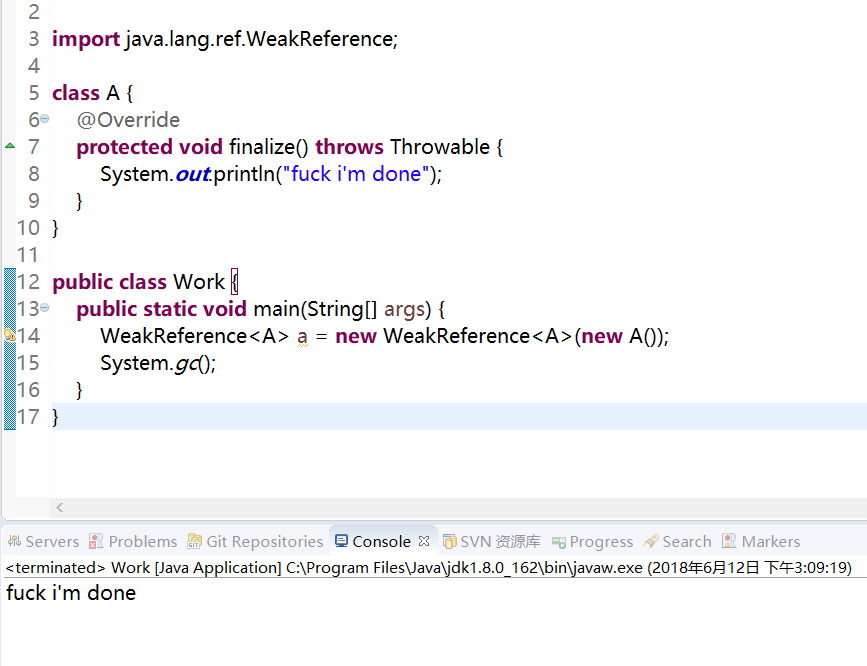 2
3 import java.lang.ref.WeakReference;
4
5 class A {
6 @Override
7 protected void finalize() throws Throwable {
8 System.out.println("fuck i'm done");
9 }
10 }
11
12 public class Work {
13 public static void main(String[] args) {
14 WeakReference<A> a = new WeakReference<A>(new A());
15 System.gc();
16 }
17 }
Servers Problems Git Repositories Console SVN 资源库 Progress Search Markers
<terminated> Work [Java Application] C:\Program Files\Java\jdk1.8.0_162\bin\javaw.exe (2018年6月12日 下午3:09:19)
fuck i'm done